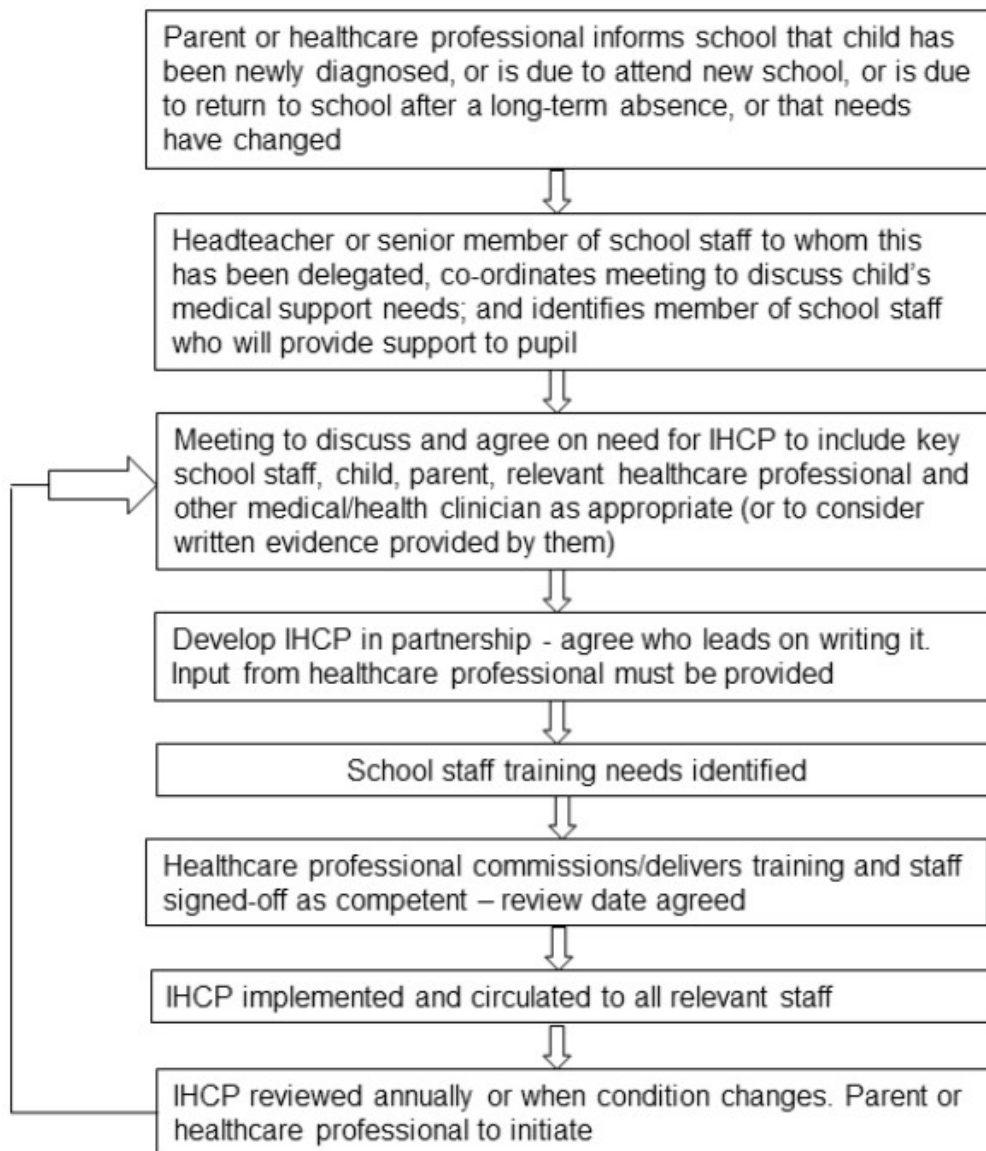 Parent or healthcare professional informs school that child has
been newly diagnosed, or is due to attend new school, or is due
to return to school after a long-term absence, or that needs
have changed
Headteacher or senior member of school staff to whom this
has been delegated, co-ordinates meeting to discuss child's
medical support needs; and identifies member of school staff
who will provide support to pupil
Meeting to discuss and agree on need for IHCP to include key
school staff, child, parent, relevant healthcare professional and
other medical/health clinician as appropriate (or to consider
written evidence provided by them)
Develop IHCP in partnership - agree who leads on writing it.
Input from healthcare professional must be provided
School staff training needs identified
Healthcare professional commissions/delivers training and staff
signed-off as competent – review date agreed
IHCP implemented and circulated to all relevant staff
IHCP reviewed annually or when condition changes. Parent or
healthcare professional to initiate